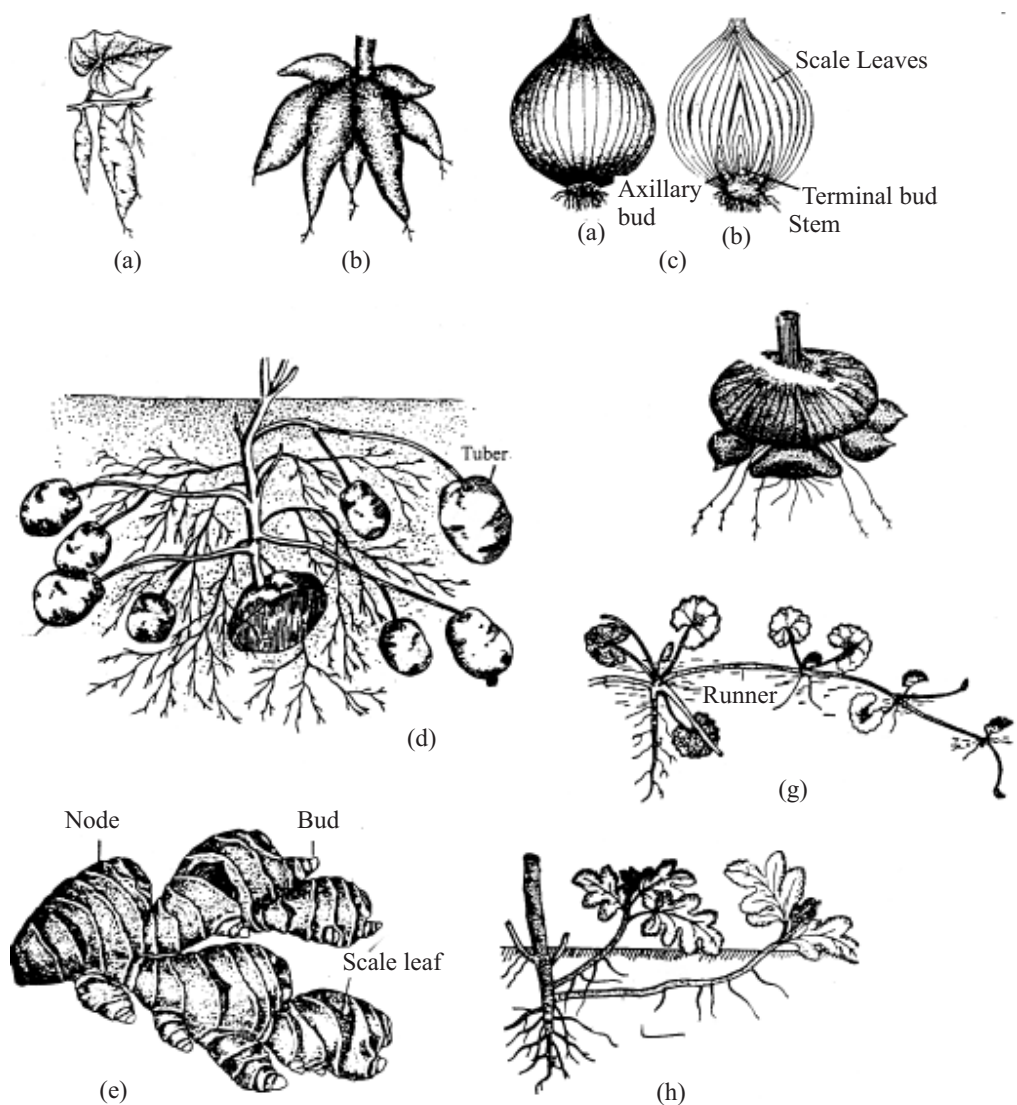 Scale Leaves
Axillary
bud
Terminal bud
Stem
(a)
(b)
(a)
(b)
(c)
Tuber
(d)
Runner
(g)
Node
Bud
Scale leaf
(e)
(h)